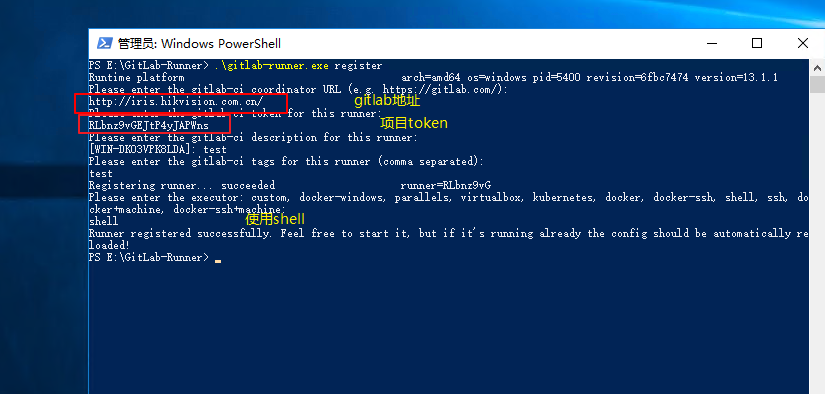 管理员: Windows PowerShell
PS E:\GitLab-Runner> .\gitlab-runner.exe register
Runtime platform arch=amd64 os=windows pid=5400 revision=6fbc7474 version=13.1.1
Please enter the gitlab-ci coordinator URL (e.g. https://gitlab.com/):
http://iris.hikvision.com.cn/ gitlab地址
Please enter the gitlab-ci token for this runner:
RLbnz9vGEJtP4yJAPWns 项目token
Please enter the gitlab-ci description for this runner:
[WIN-DKO3VPK8LDA]: test
Please enter the gitlab-ci tags for this runner (comma separated):
test
Registering runner... succeeded runner=RLbnz9vG
Please enter the executor: custom, docker-windows, parallels, virtualbox, kubernetes, docker, docker-ssh, shell, ssh, do
cker+machine, docker-ssh+machine:
shell 使用shell
Runner registered successfully. Feel free to start it, but if it's running already the config should be automatically re
loaded!
PS E:\GitLab-Runner>